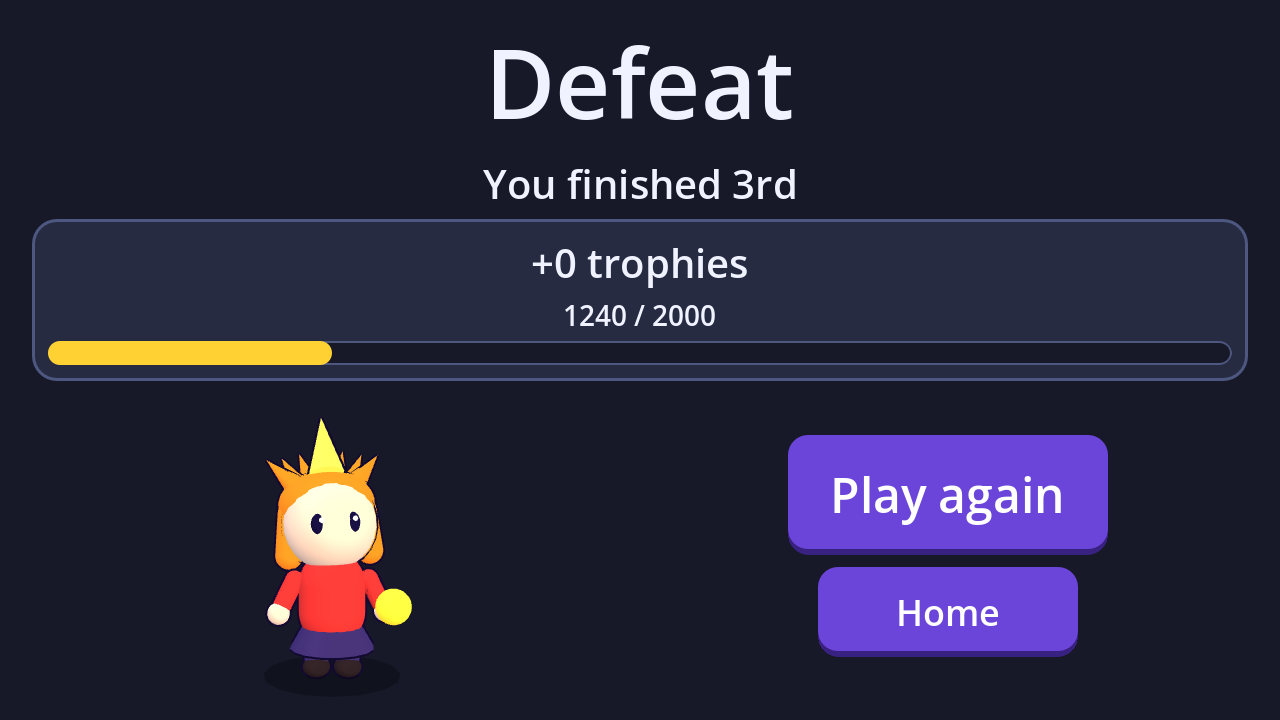 Defeat
You finished 3rd
+0 trophies
1240 / 2000
Play again
Home